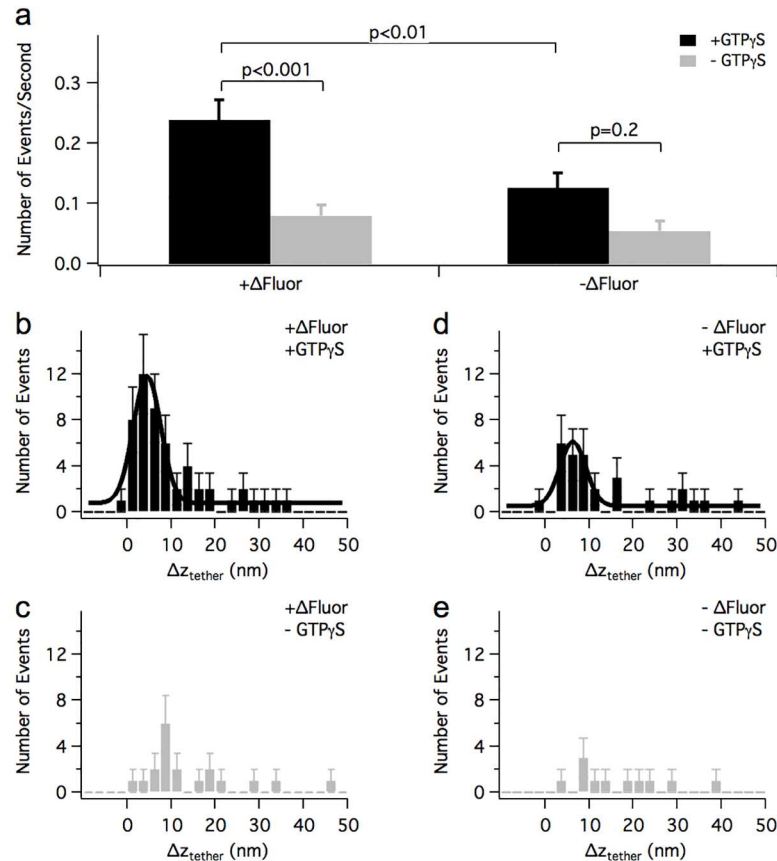 a
p<0.01
+GTPγS
- GTPγS
p<0.001
p=0.2
Number of Events/Second
0.3
0.2
0.1
0.0
+ΔFluor
-ΔFluor
b
+ΔFluor
+GTPγS
Number of Events
12
8
4
0
0 10 20 30 40 50
Δztether (nm)
d
- ΔFluor
+GTPγS
Number of Events
12
8
4
0
0 10 20 30 40 50
Δztether (nm)
c
+ΔFluor
- GTPγS
Number of Events
12
8
4
0
0 10 20 30 40 50
Δztether (nm)
e
- ΔFluor
- GTPγS
Number of Events
12
8
4
0
0 10 20 30 40 50
Δztether (nm)